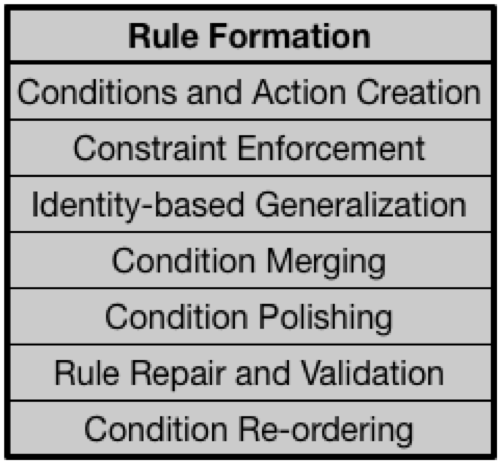 Rule Formation
Conditions and Action Creation
Constraint Enforcement
Identity-based Generalization
Condition Merging
Condition Polishing
Rule Repair and Validation
Condition Re-ordering